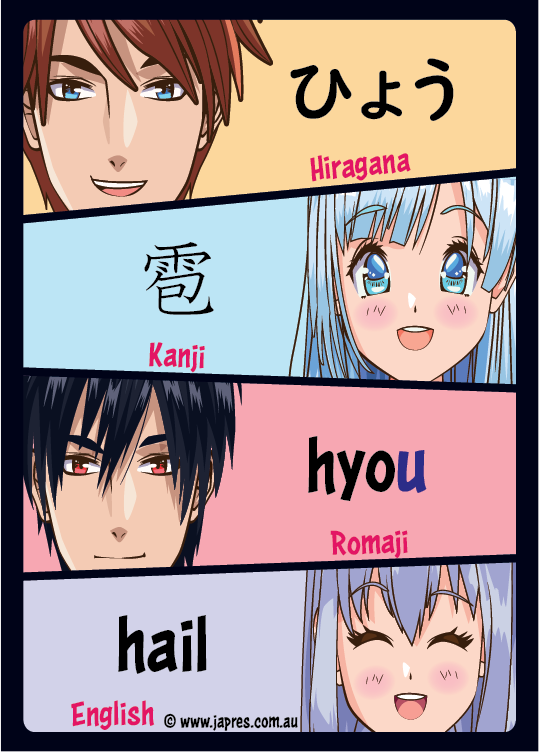 ひょう
Hiragana
雹
Kanji
hyou
Romaji
hail
English © www.japres.com.au